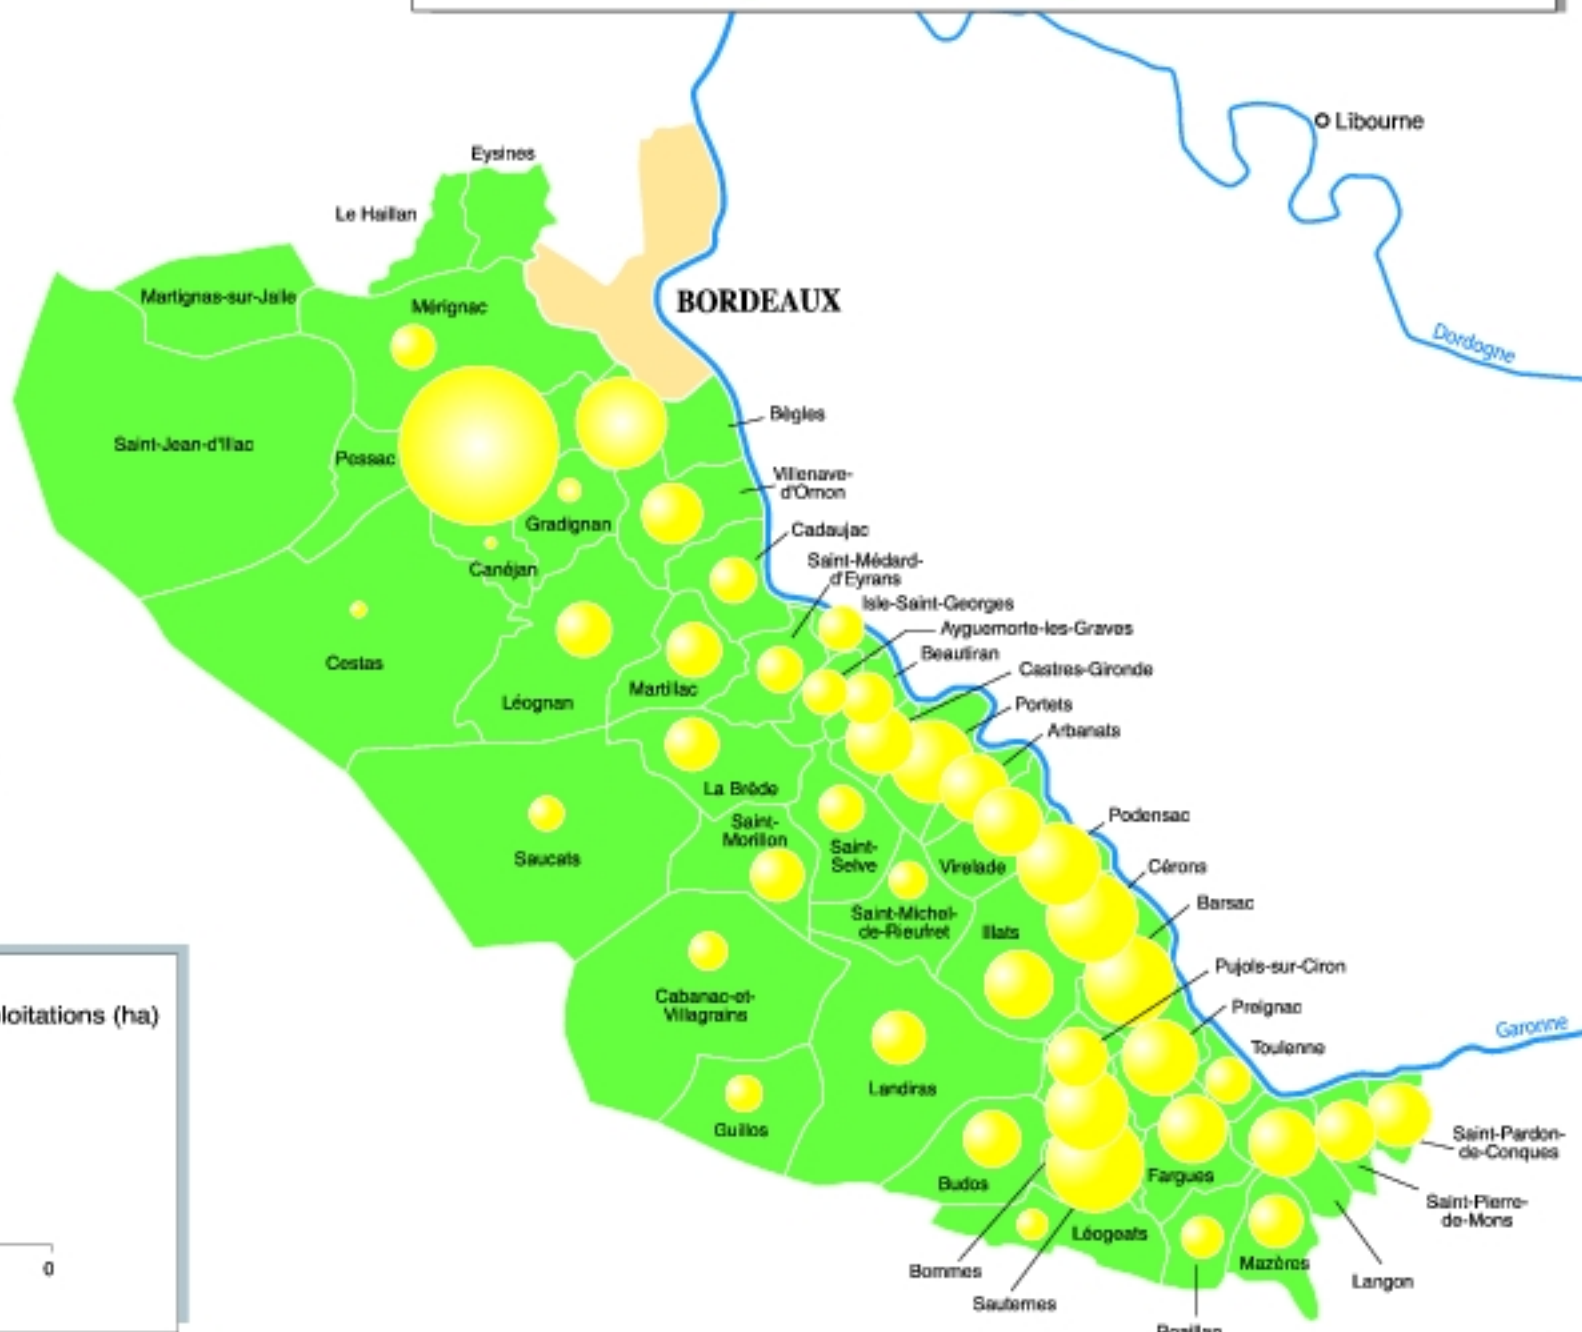 Libourne
Eysines
Le Haillan
Martignas-sur-Jalle
Mérignac
BORDEAUX
Dordogne
Bègles
Saint-Jean-d'Illac
Pessac
Villenave-
d'Ornon
Gradignan
Cadaujac
Canéjan
Saint-Médard-
d'Eyrans
Isle-Saint-Georges
Ayguemorte-les-Graves
Beautiran
Cestas
Castres-Gironde
Martillac
Léognan
Portets
Arbanats
La Brède
Podensac
Saint-
Morillon
Saint-
Selve
Saucats
Virelade
Cérons
Barsac
Saint-Michel-
de-Rieufret
Illats
Pujols-sur-Ciron
Cabanac-et-
Villagrains
Preignac
loitations (ha)
Garonne
Toulenne
Landiras
Guillos
Saint-Pardon-
de-Conques
Fargues
Budos
Saint-Pierre-
de-Mons
Léogeats
Mazères
0
Bommes
Langon
Sauternes